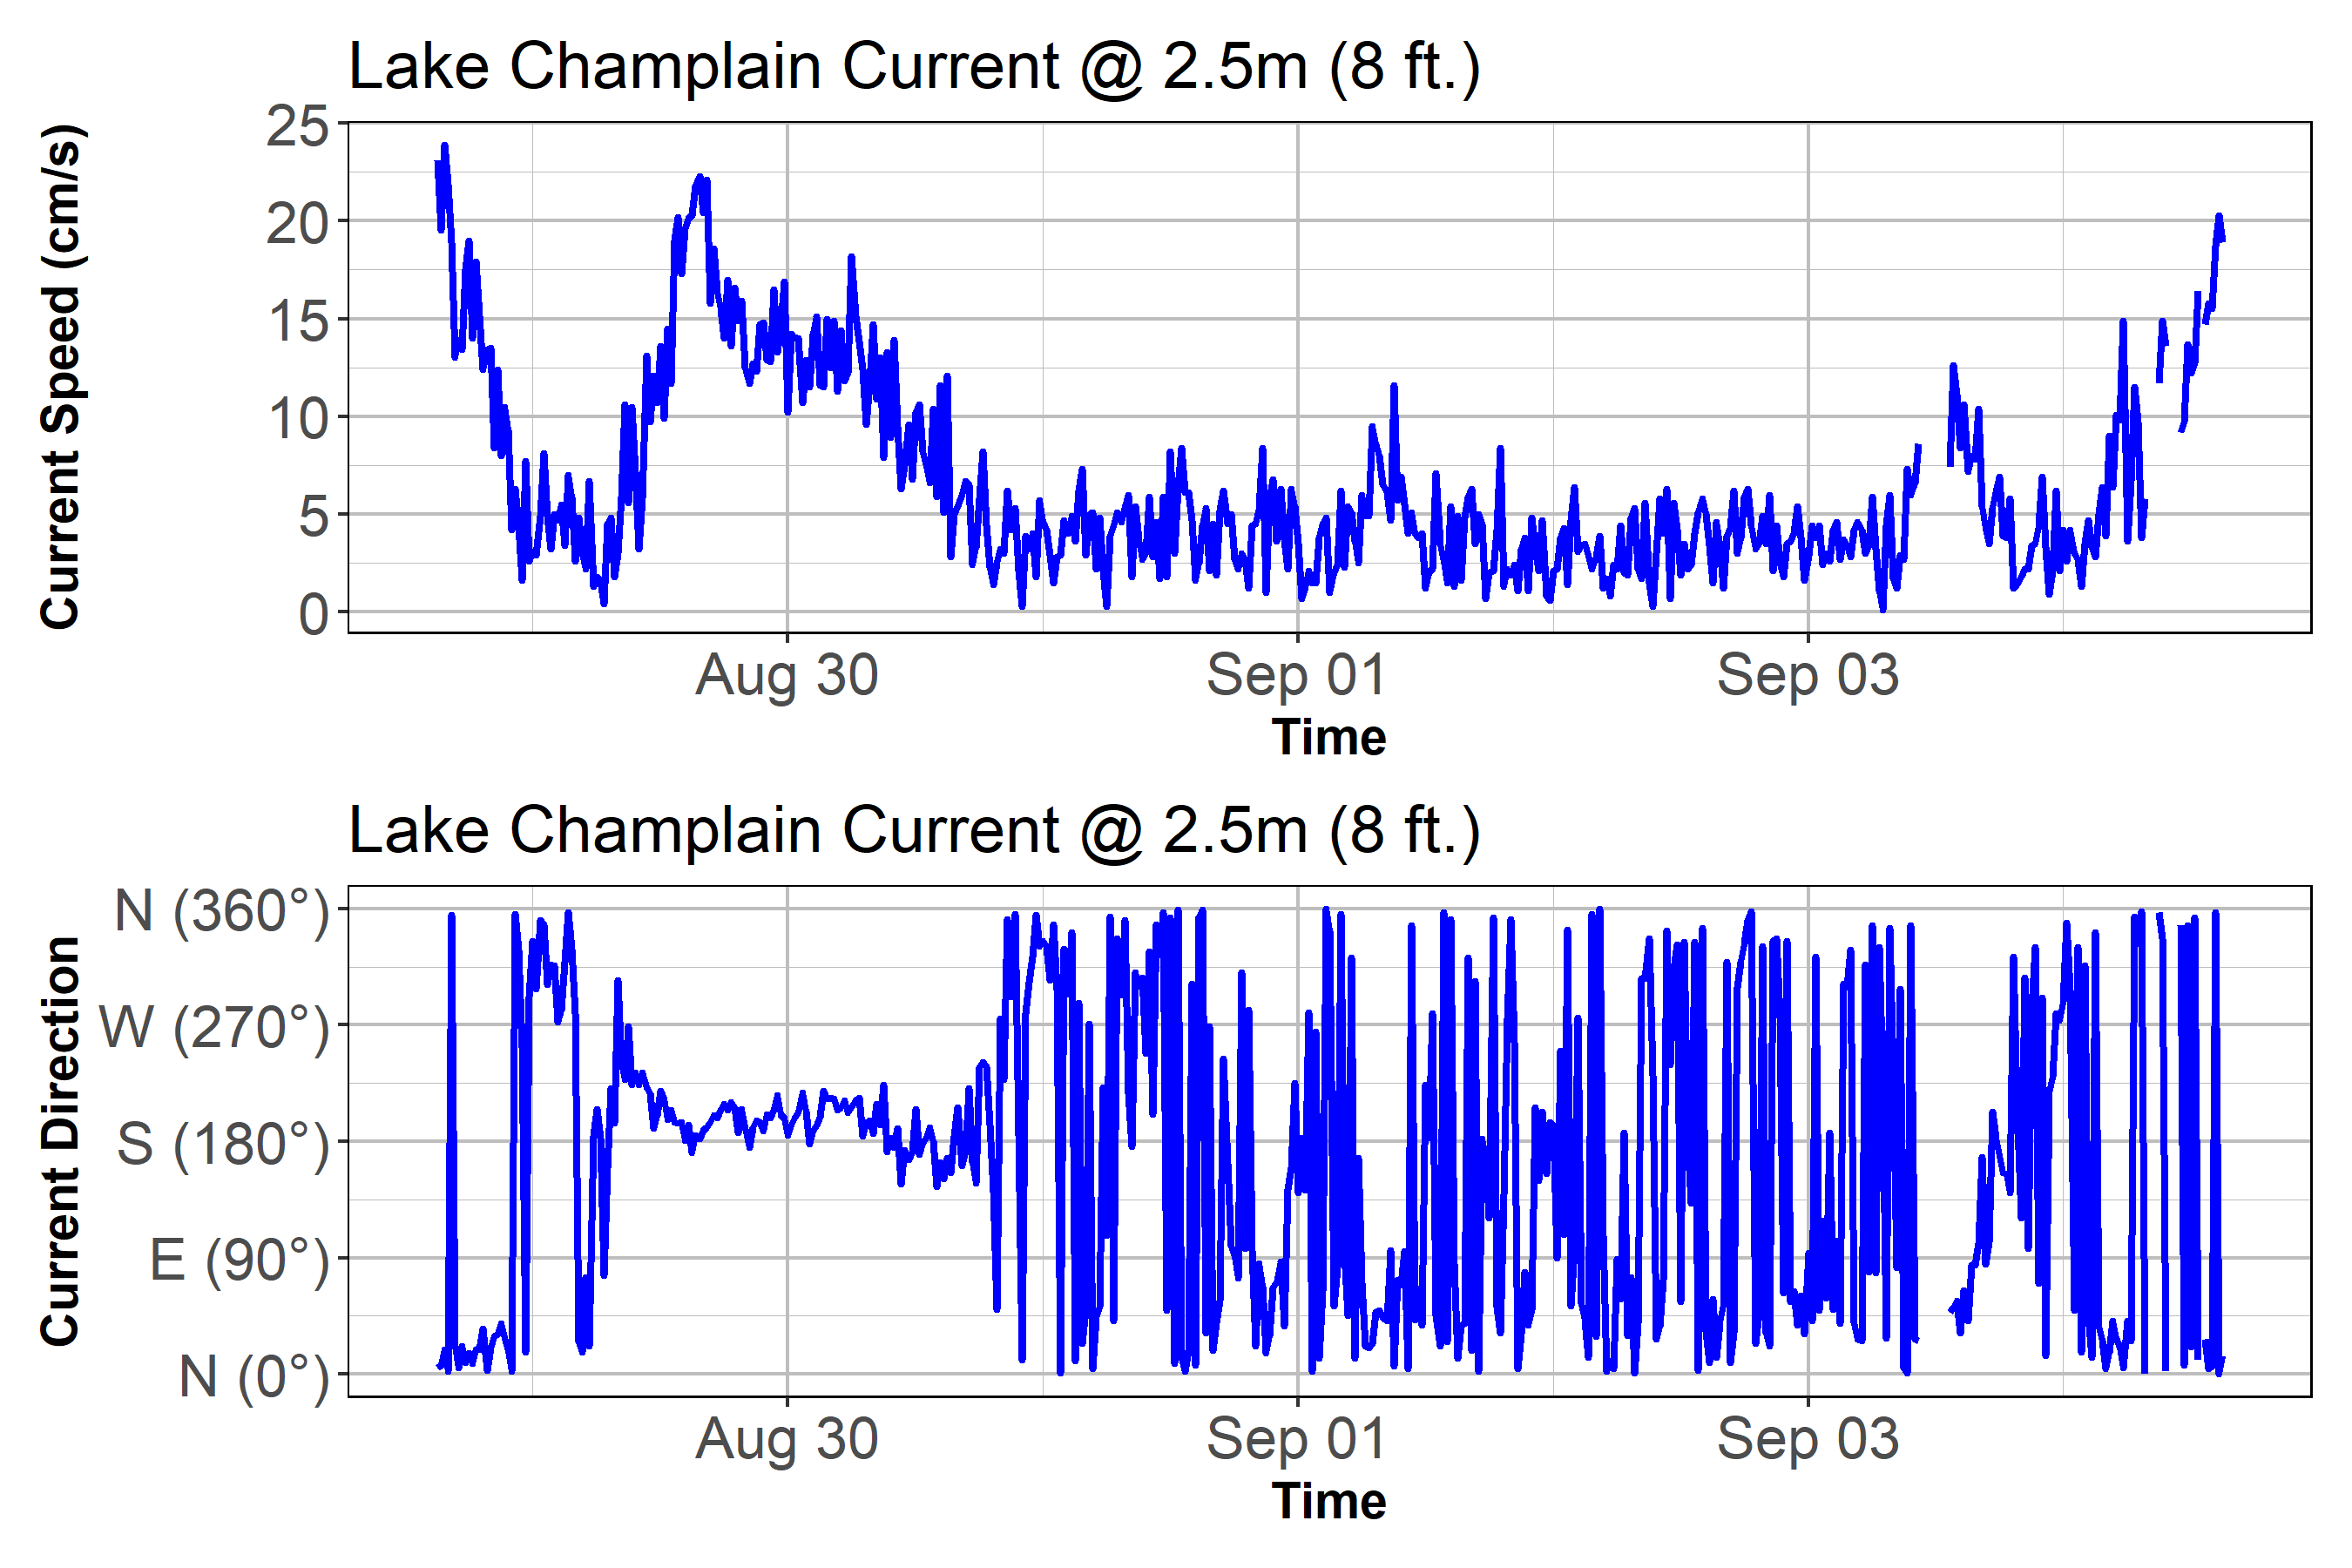 Lake Champlain Current @ 2.5m (8 ft.)
Current Speed (cm/s)
25
20
15
10
5
0
Aug 30
Sep 01
Sep 03
Time
Lake Champlain Current @ 2.5m (8 ft.)
Current Direction
N (360°)
W (270°)
S (180°)
E (90°)
N (0°)
Aug 30
Sep 01
Sep 03
Time